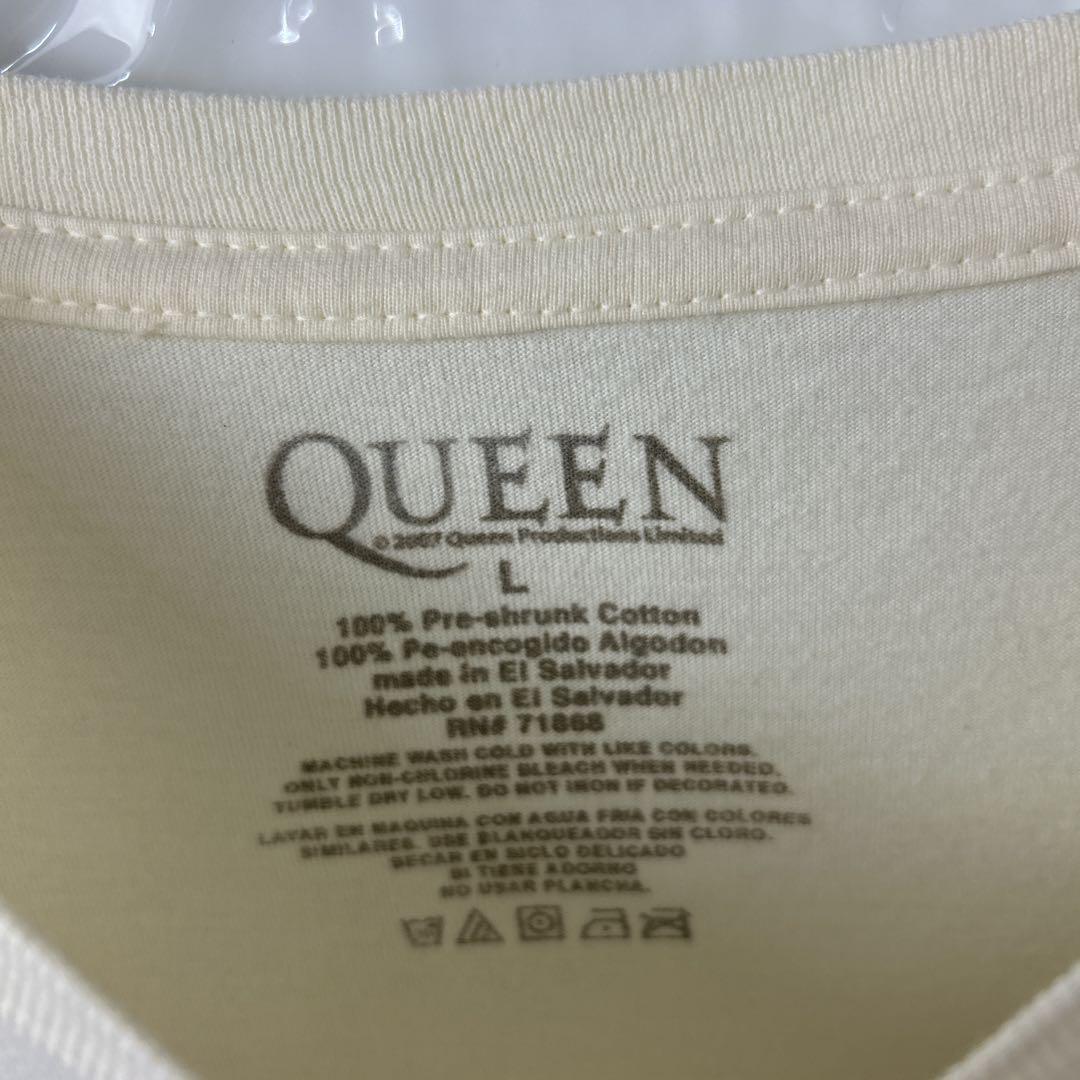 QUEEN
© 2007 Queen Productions Limited
L
100% Pre-shrunk Cotton
100% Pe-encogido Algodon
made in El Salvador
Hecho en El Salvador
RN# 71868
MACHINE WASH COLD WITH LIKE COLORS.
ONLY NON-CHLORINE BLEACH WHEN NEEDED.
TUMBLE DRY LOW. DO NOT IRON IF DECORATED.
LAVAR EN MAQUINA CON AGUA FRIA CON COLORES
SIMILARES. USE BLANQUEADOR SIN CLORO.
SECAR EN SICLO DELICADO
SI TIENE ADORNO
NO USAR PLANCHA.